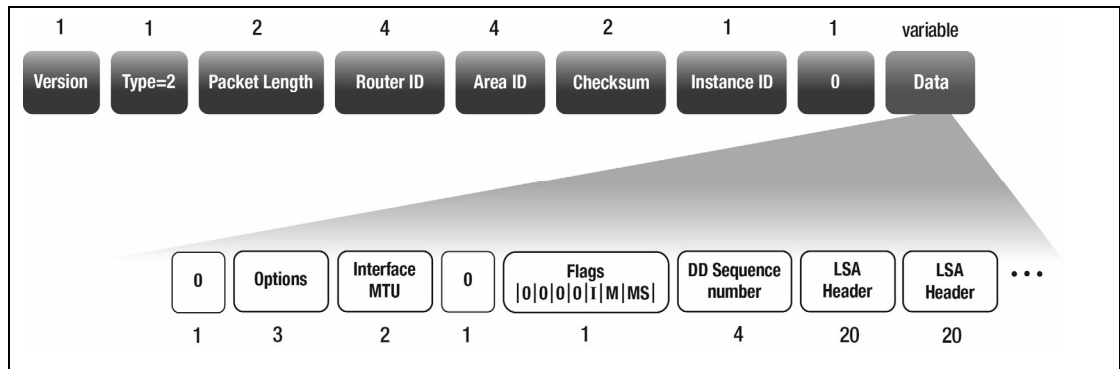 1 1 2 4 4 2 1 1 variable
Version Type=2 Packet Length Router ID Area ID Checksum Instance ID 0 Data
0 Options Interface MTU 0 Flags DD Sequence number LSA Header LSA Header •••
|0|0|0|0|I|M|MS|
1 3 2 1 1 4 20 20